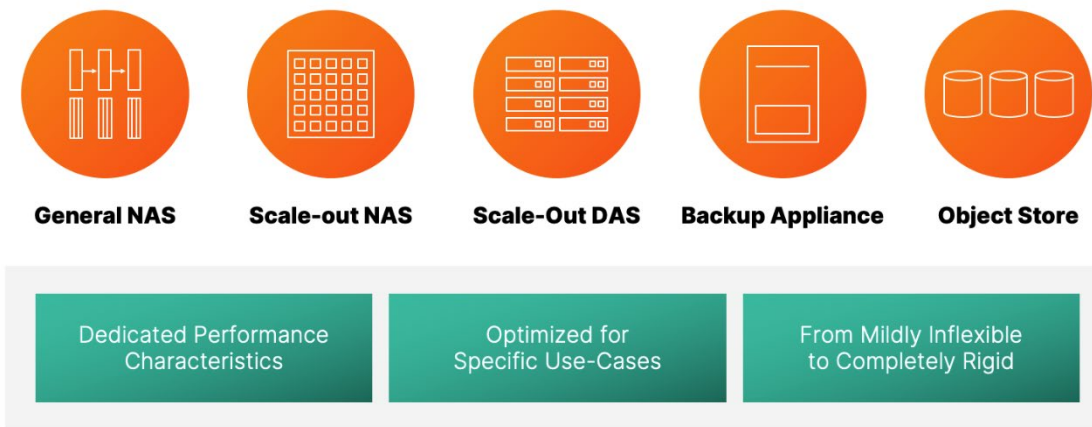 General NAS
Scale-out NAS
Scale-Out DAS
Backup Appliance
Object Store
Dedicated Performance
Characteristics
Optimized for
Specific Use-Cases
From Mildly Inflexible
to Completely Rigid